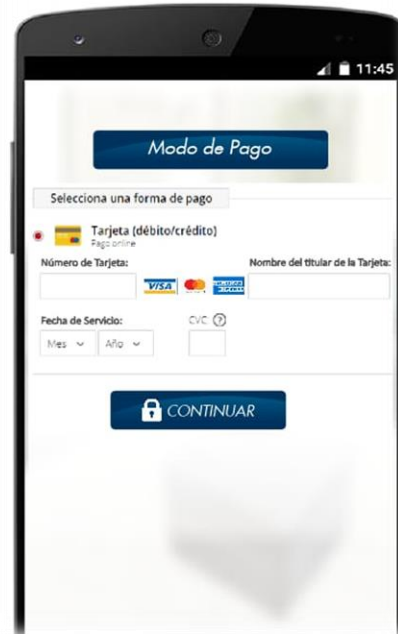 11:45
Modo de Pago
Selecciona una forma de pago
Tarjeta (débito/crédito)
Pago online
Número de Tarjeta:
Nombre del titular de la Tarjeta:
VISA
Fecha de Servicio:
CVC ?
Mes
Año
CONTINUAR